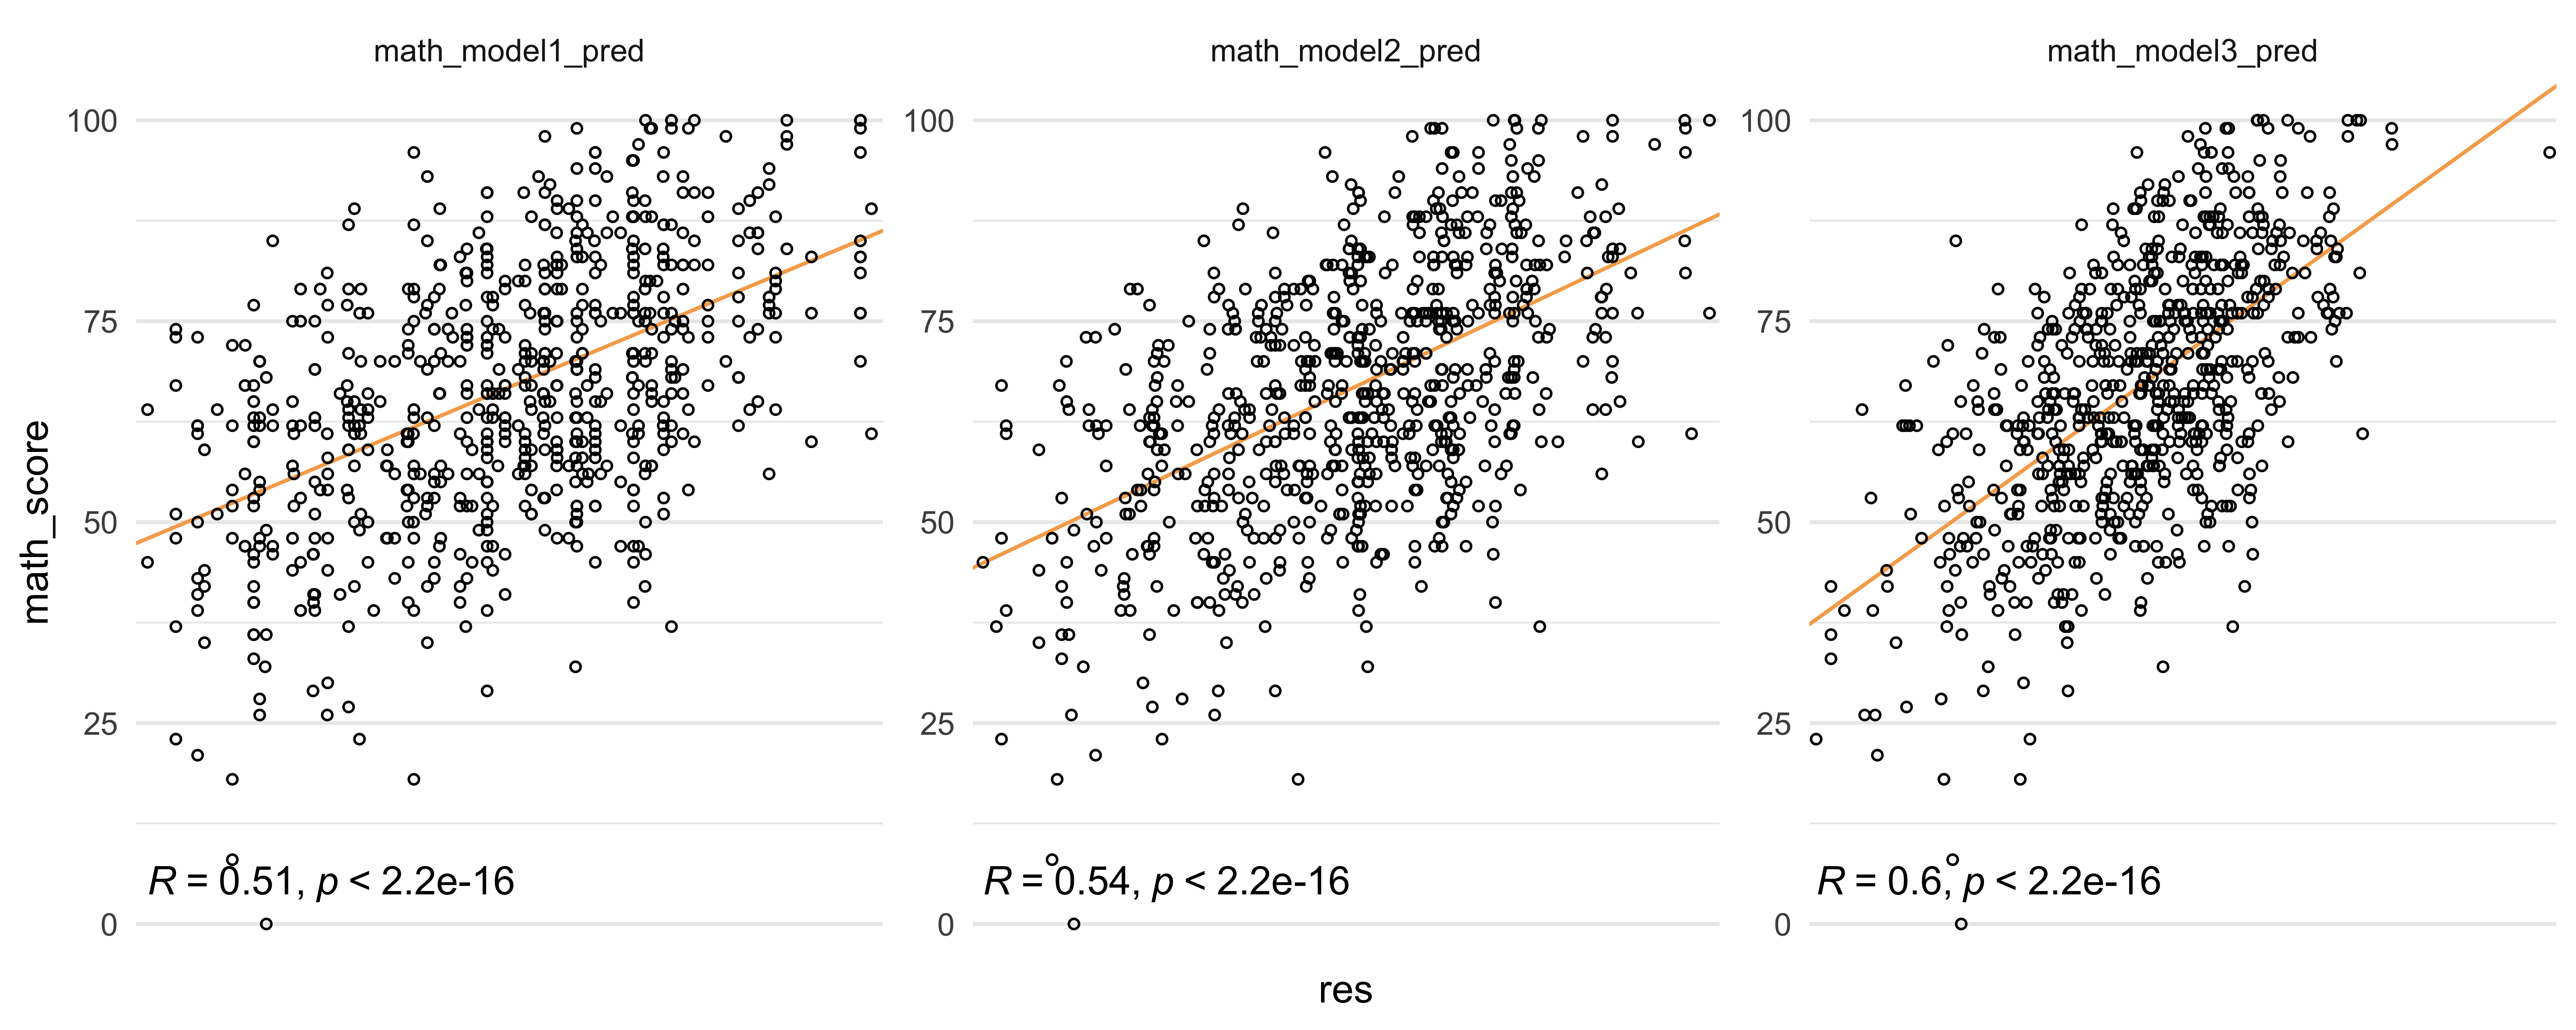 math_model1_pred
math_model2_pred
math_model3_pred
math_score
100
75
50
25
0
R = 0.51, p < 2.2e-16
100
75
50
25
0
R = 0.54, p < 2.2e-16
100
75
50
25
0
R = 0.6, p < 2.2e-16
res